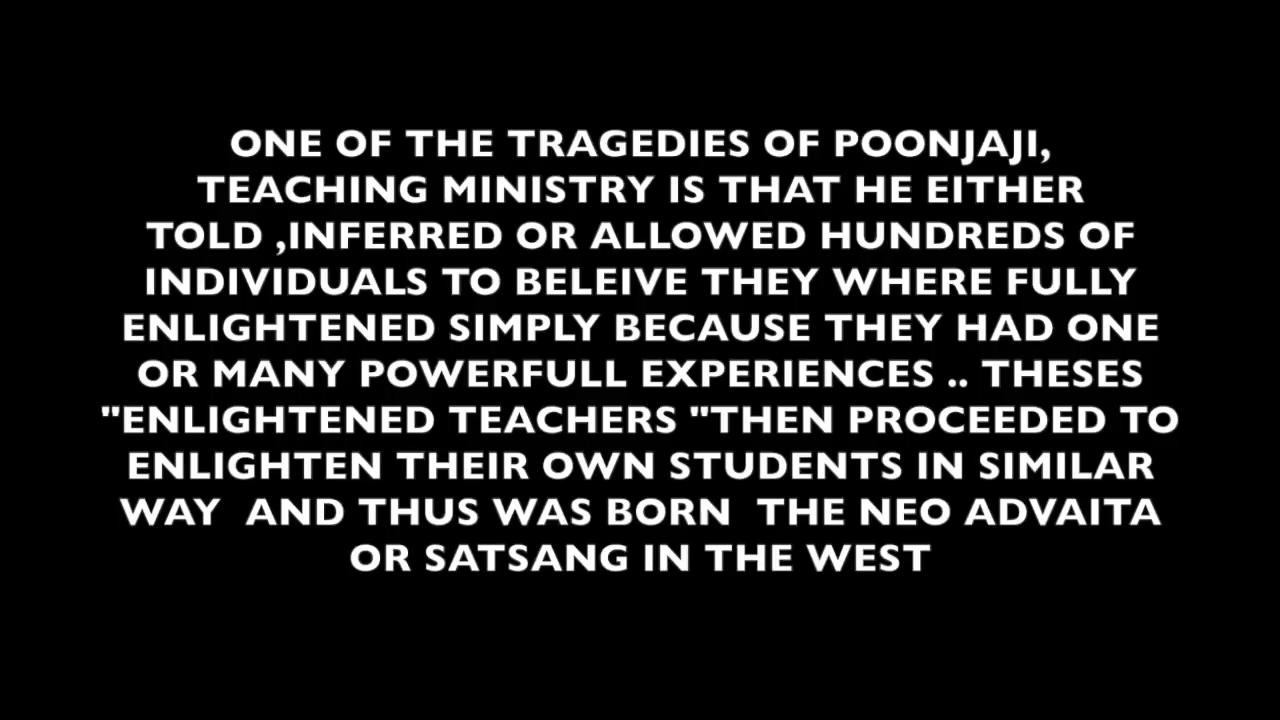 ONE OF THE TRAGEDIES OF POONJAJI,
TEACHING MINISTRY IS THAT HE EITHER
TOLD ,INFERRED OR ALLOWED HUNDREDS OF
INDIVIDUALS TO BELEIVE THEY WHERE FULLY
ENLIGHTENED SIMPLY BECAUSE THEY HAD ONE
OR MANY POWERFULL EXPERIENCES .. THESES
"ENLIGHTENED TEACHERS "THEN PROCEEDED TO
ENLIGHTEN THEIR OWN STUDENTS IN SIMILAR
WAY  AND THUS WAS BORN  THE NEO ADVAITA
OR SATSANG IN THE WEST